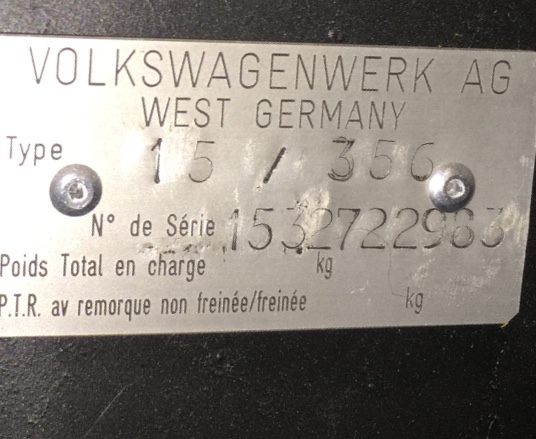 VOLKSWAGENWERK AG
WEST GERMANY
Type 15 / 356
N° de Série 1532722963
Poids Total en charge kg
P.T.R. av remorque non freinée/freinée kg